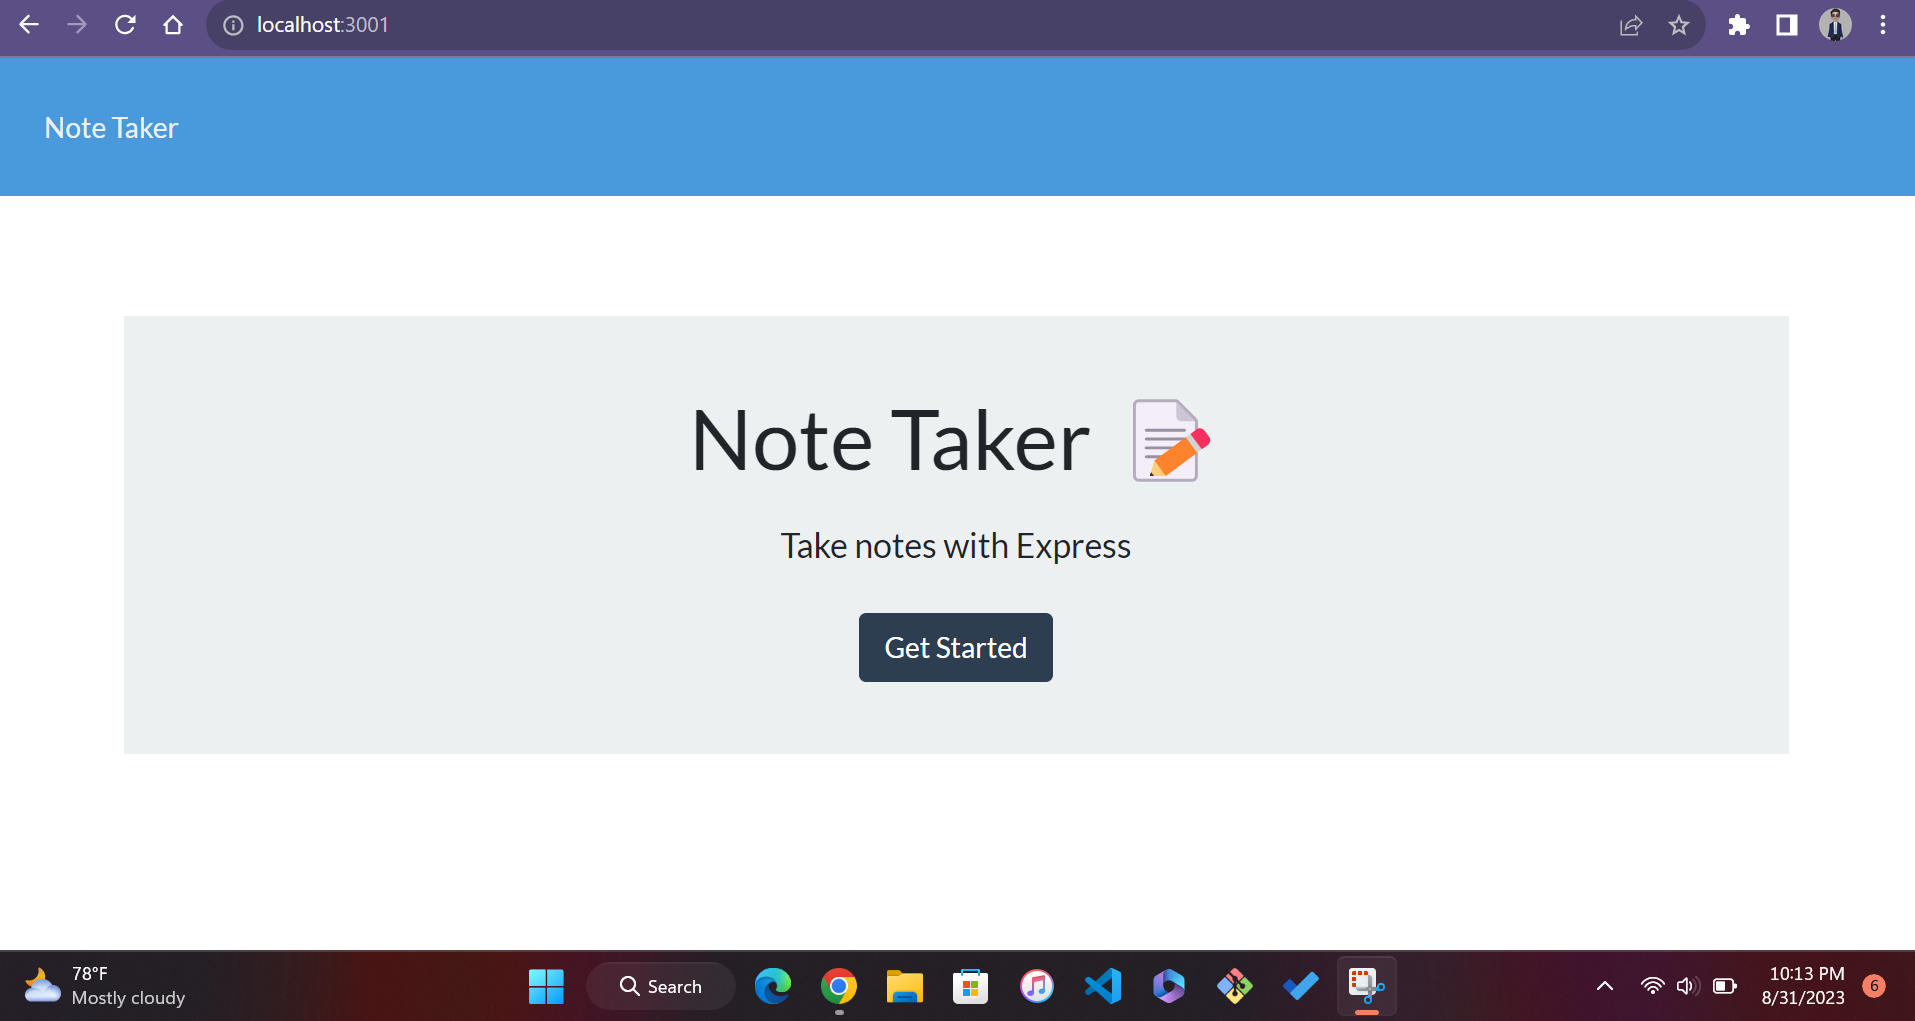 localhost:3001
Note Taker
Note Taker
Take notes with Express
Get Started
78°F
Mostly cloudy
Search
10:13 PM
8/31/2023
6